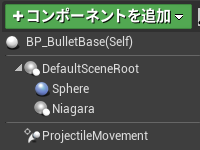 +コンポーネントを追加
BP_BulletBase(Self)
DefaultSceneRoot
Sphere
Niagara
ProjectileMovement